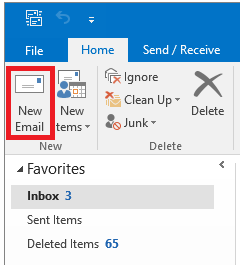 File Home Send / Receive
New Email
New Items
Ignore
Clean Up
Junk
Delete
New Delete
Favorites
Inbox 3
Sent Items
Deleted Items 65